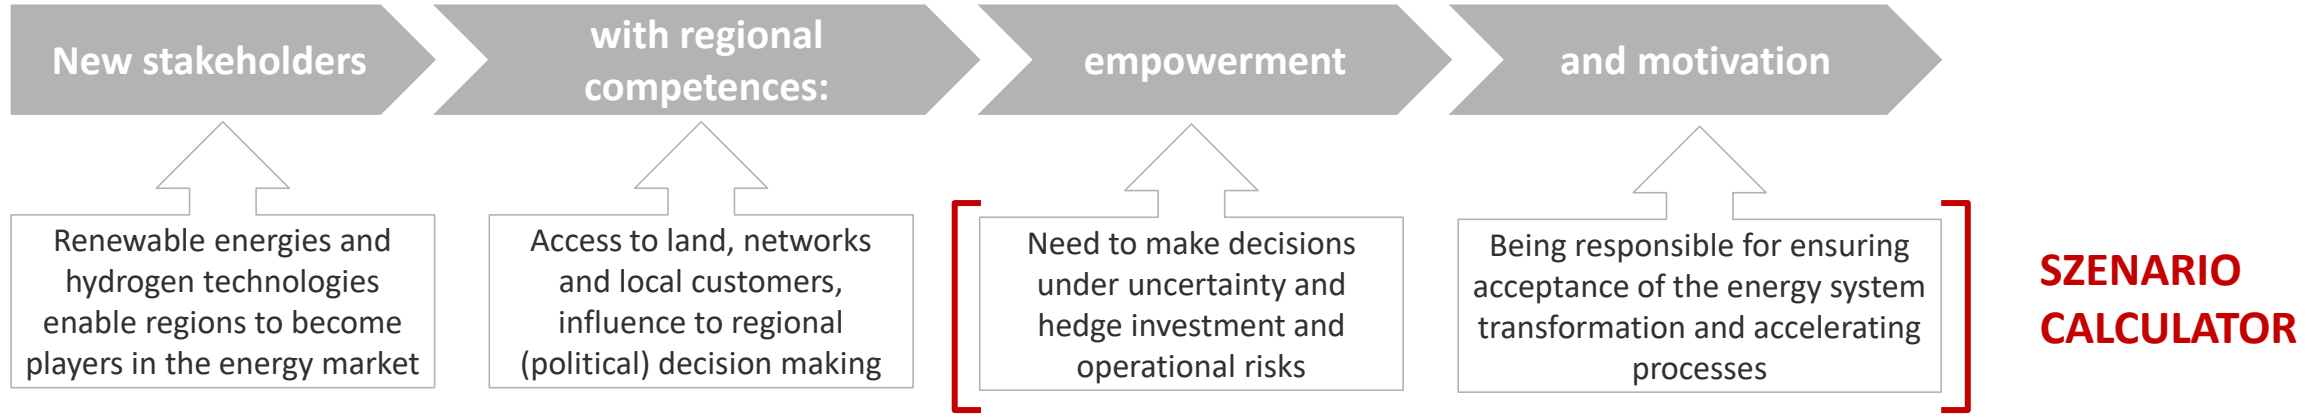 New stakeholders
with regional
competences:
empowerment
and motivation
Renewable energies and
hydrogen technologies
enable regions to become
players in the energy market
Access to land, networks
and local customers,
influence to regional
(political) decision making
Need to make decisions
under uncertainty and
hedge investment and
operational risks
Being responsible for ensuring
acceptance of the energy system
transformation and accelerating
processes
SZENARIO
CALCULATOR